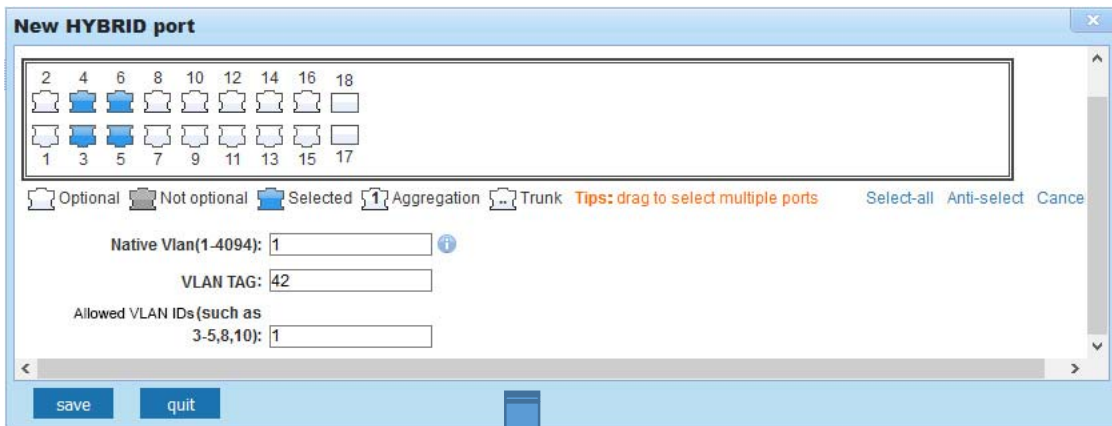 New HYBRID port
x
2 4 6 8 10 12 14 16 18
1 3 5 7 9 11 13 15 17
Optional Not optional Selected 1 Aggregation .. Trunk Tips: drag to select multiple ports Select-all Anti-select Cance
Native Vlan(1-4094): 1
VLAN TAG: 42
Allowed VLAN IDs(such as
3-5,8,10): 1
save quit